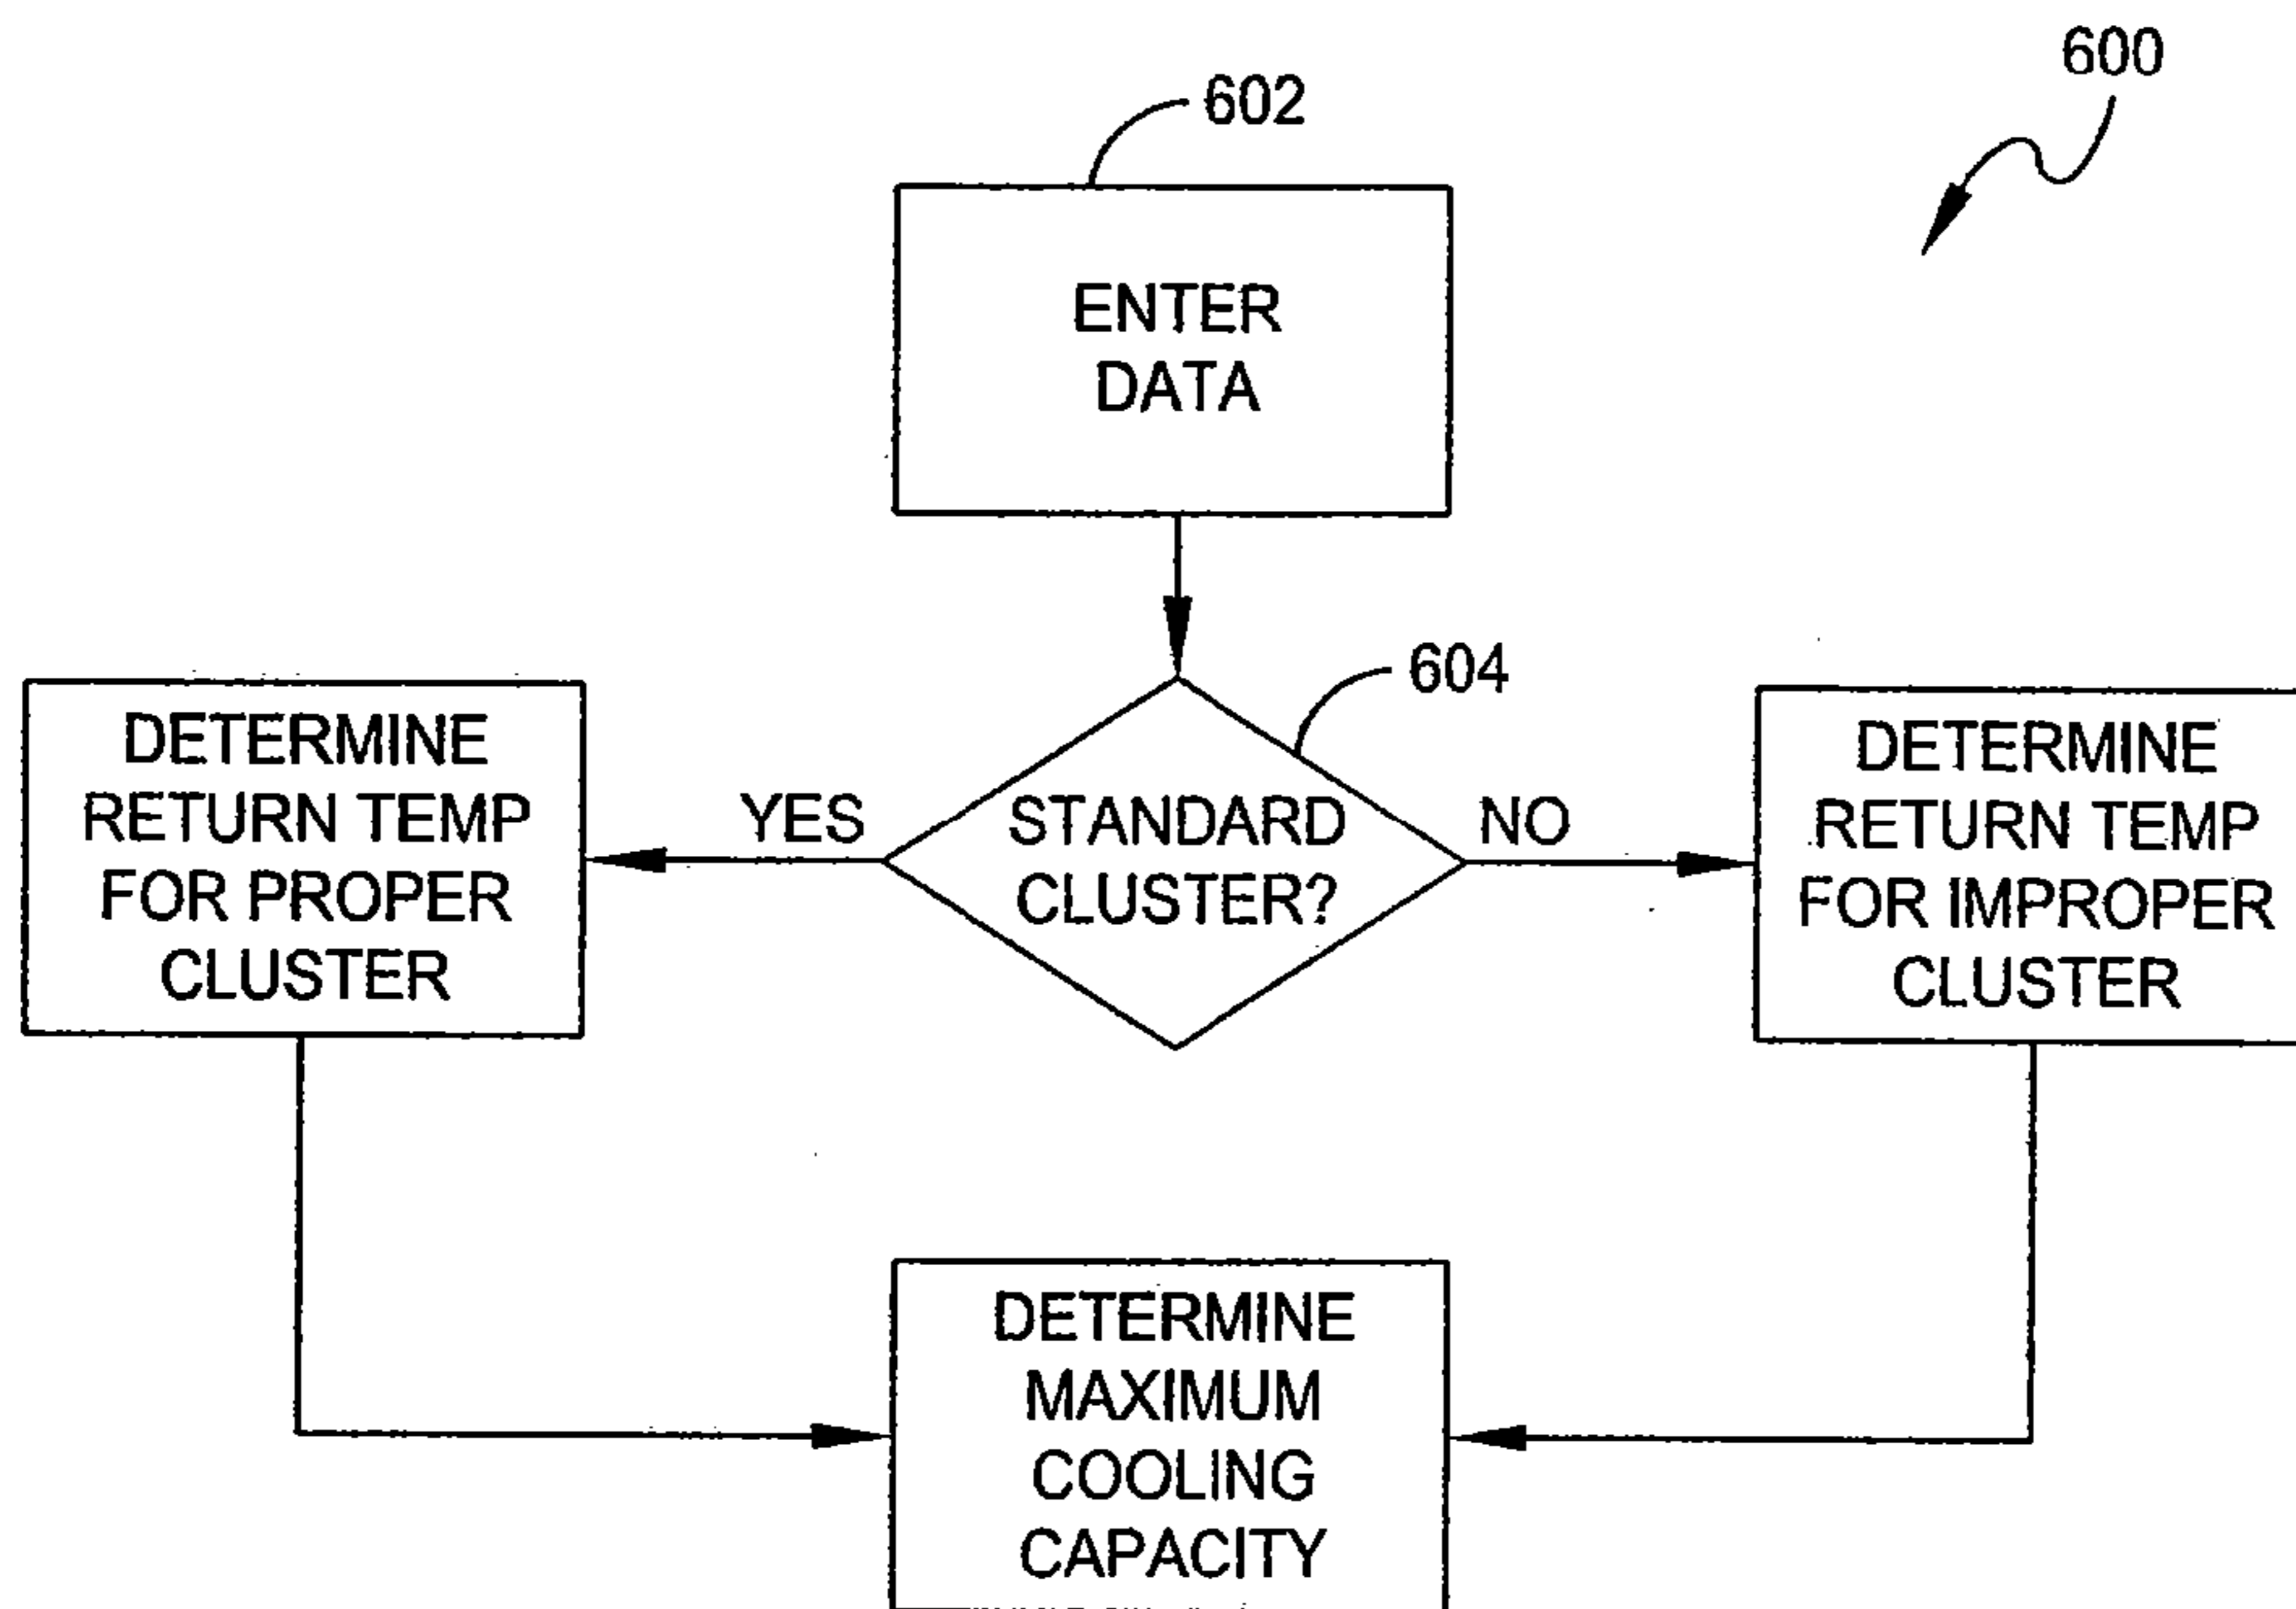 600
602
ENTER
DATA
604
DETERMINE
RETURN TEMP
FOR PROPER
CLUSTER
YES
STANDARD
CLUSTER?
NO
DETERMINE
RETURN TEMP
FOR IMPROPER
CLUSTER
DETERMINE
MAXIMUM
COOLING
CAPACITY